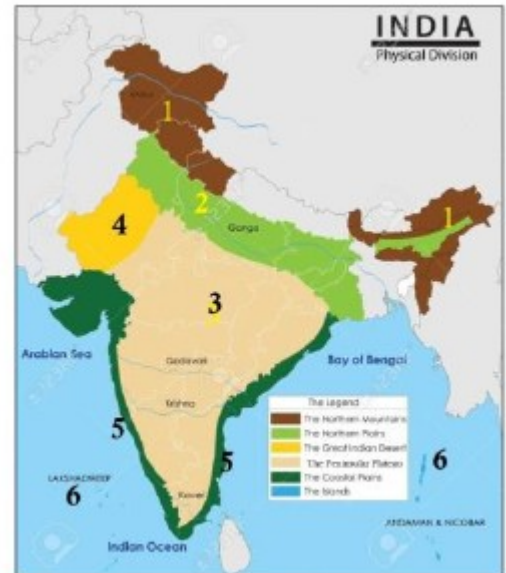 INDIA
Physical Division
1
1
2
Ganga
4
3
Arabian Sea
Godavari
Bay of Bengal
Krishna
The Legend
The Northern Mountains
The Northern Plains
The Great Indian Desert
The Peninsular Plateau
The Coastal Plains
The Islands
5
5
6
LAKSHADWEEP
6
Kaveri
ANDAMAN & NICOBAR
Indian Ocean